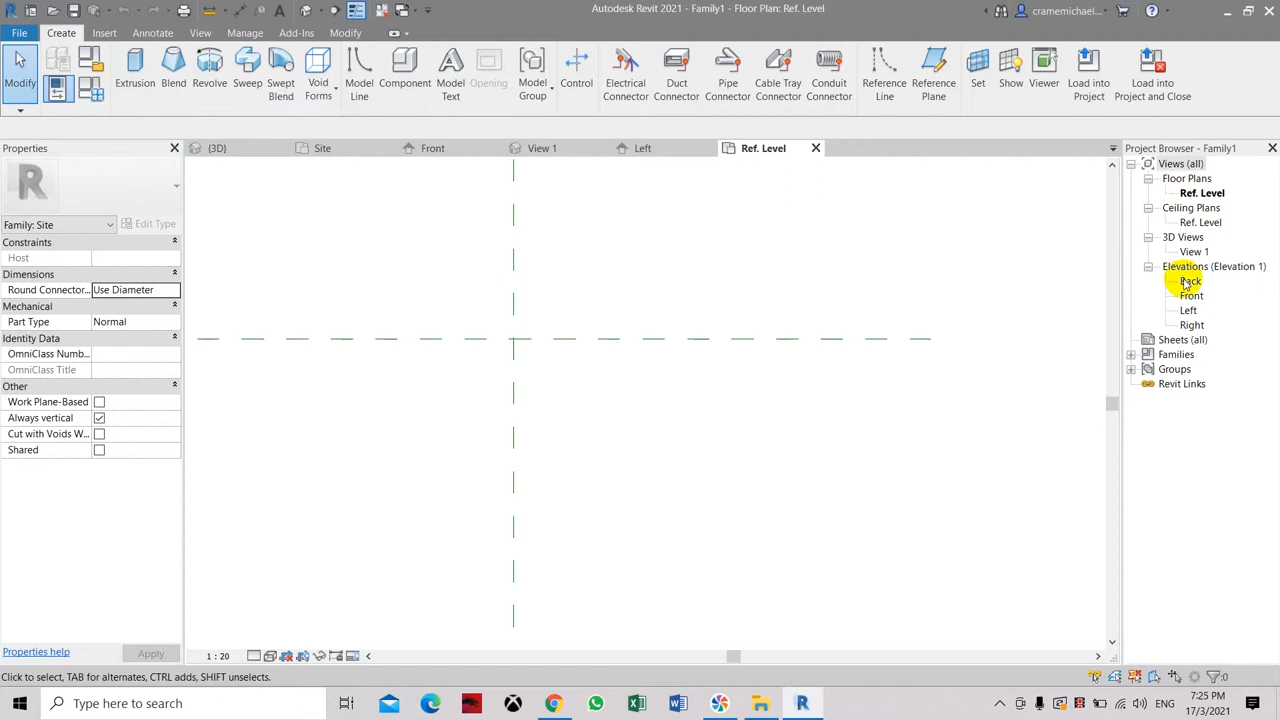 Autodesk Revit 2021 - Family1 - Floor Plan: Ref. Level
cramemichael...
File
Create
Insert
Annotate
View
Manage
Add-Ins
Modify
Modify
Extrusion
Blend
Revolve
Sweep
Swept
Blend
Void
Forms
Model
Line
Component
Model
Text
Opening
Model
Group
Control
Electrical
Connector
Duct
Connector
Pipe
Connector
Cable Tray
Connector
Conduit
Connector
Reference
Line
Reference
Plane
Set
Show
Viewer
Load into
Project
Load into
Project and Close
Properties
{3D}
Site
Front
View 1
Left
Ref. Level
Project Browser - Family1
Family: Site
Edit Type
Constraints
Host
Dimensions
Round Connector... Use Diameter
Mechanical
Part Type Normal
Identity Data
OmniClass Numb...
OmniClass Title
Other
Work Plane-Based
Always vertical
Cut with Voids W...
Shared
Properties help
Apply
Views (all)
Floor Plans
Ref. Level
Ceiling Plans
Ref. Level
3D Views
View 1
Elevations (Elevation 1)
Back
Front
Left
Right
Sheets (all)
Families
Groups
Revit Links
1 : 20
Click to select, TAB for alternates, CTRL adds, SHIFT unselects.
:0
Type here to search
ENG
7:25 PM
17/3/2021